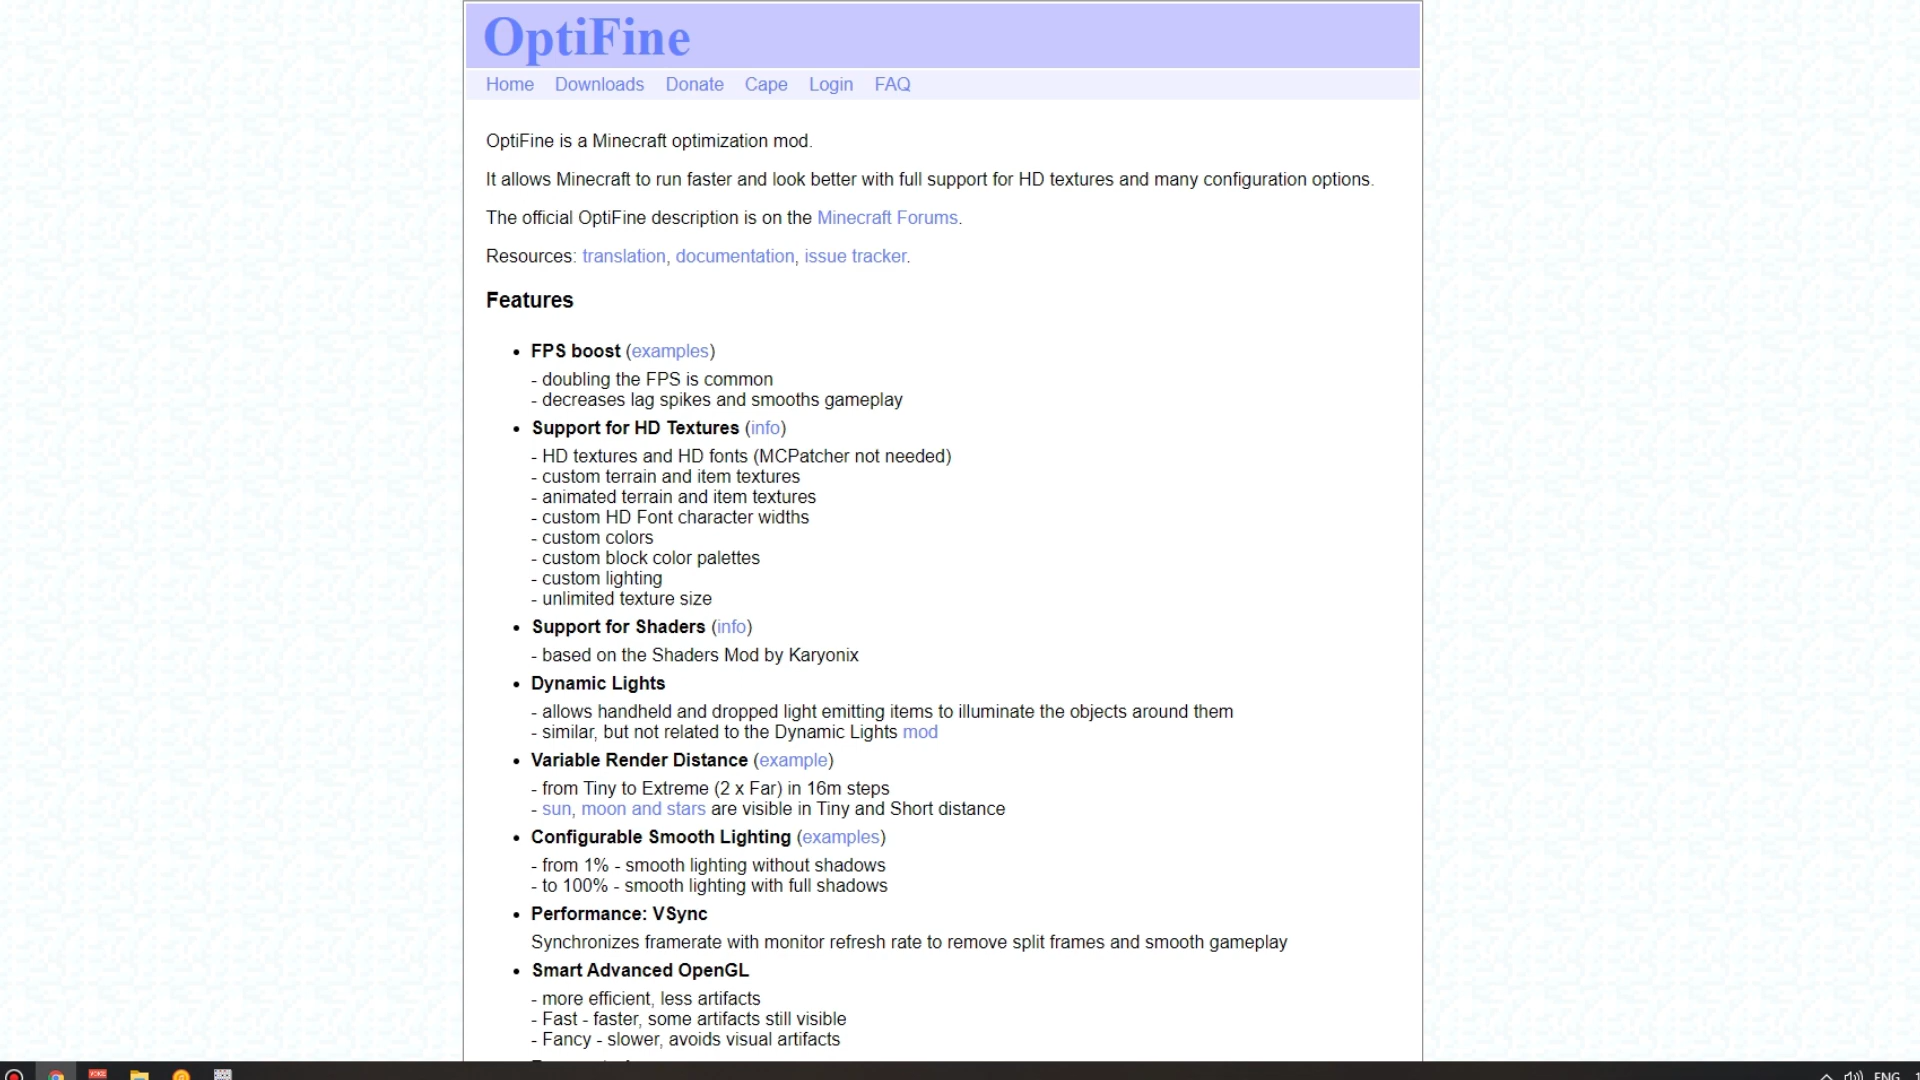 OptiFine
Home Downloads Donate Cape Login FAQ
OptiFine is a Minecraft optimization mod.
It allows Minecraft to run faster and look better with full support for HD textures and many configuration options.
The official OptiFine description is on the Minecraft Forums.
Resources: translation, documentation, issue tracker.
Features
• FPS boost (examples)
- doubling the FPS is common
- decreases lag spikes and smooths gameplay
• Support for HD Textures (info)
- HD textures and HD fonts (MCPatcher not needed)
- custom terrain and item textures
- animated terrain and item textures
- custom HD Font character widths
- custom colors
- custom block color palettes
- custom lighting
- unlimited texture size
• Support for Shaders (info)
- based on the Shaders Mod by Karyonix
• Dynamic Lights
- allows handheld and dropped light emitting items to illuminate the objects around them
- similar, but not related to the Dynamic Lights mod
• Variable Render Distance (example)
- from Tiny to Extreme (2 x Far) in 16m steps
- sun, moon and stars are visible in Tiny and Short distance
• Configurable Smooth Lighting (examples)
- from 1% - smooth lighting without shadows
- to 100% - smooth lighting with full shadows
• Performance: VSync
Synchronizes framerate with monitor refresh rate to remove split frames and smooth gameplay
• Smart Advanced OpenGL
- more efficient, less artifacts
- Fast - faster, some artifacts still visible
- Fancy - slower, avoids visual artifacts
ENG